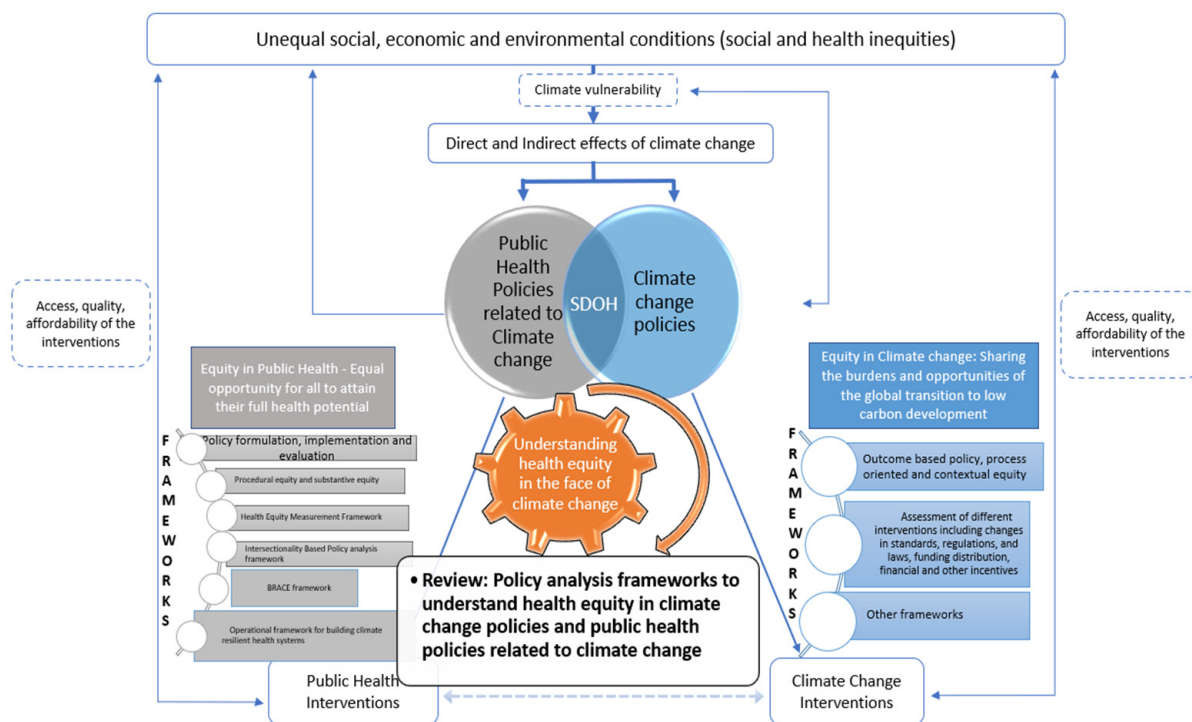 Unequal social, economic and environmental conditions (social and health inequities)
Climate vulnerability
Direct and Indirect effects of climate change
Public
Health
Policies
related to
Climate
change
SDOH
Climate
change
policies
Access, quality,
affordability of the
interventions
Access, quality,
affordability of the
interventions
Equity in Public Health - Equal
opportunity for all to attain
their full health potential
FRAMEWORKS
Policy formulation, implementation and
evaluation
Procedural equity and substantive equity
Health Equity Measurement Framework
Intersectionality Based Policy analysis
framework
BRACE framework
Operational framework for building climate
resilient health systems
Understanding
health equity
in the face of
climate change
Equity in Climate change: Sharing
the burdens and opportunities of
the global transition to low
carbon development
FRAMEWORKS
Outcome based policy, process
oriented and contextual equity
Assessment of different
interventions including changes
in standards, regulations, and
laws, funding distribution,
financial and other incentives
Other frameworks
• Review: Policy analysis frameworks to
understand health equity in climate
change policies and public health
policies related to climate change
Public Health
Interventions
Climate Change
Interventions